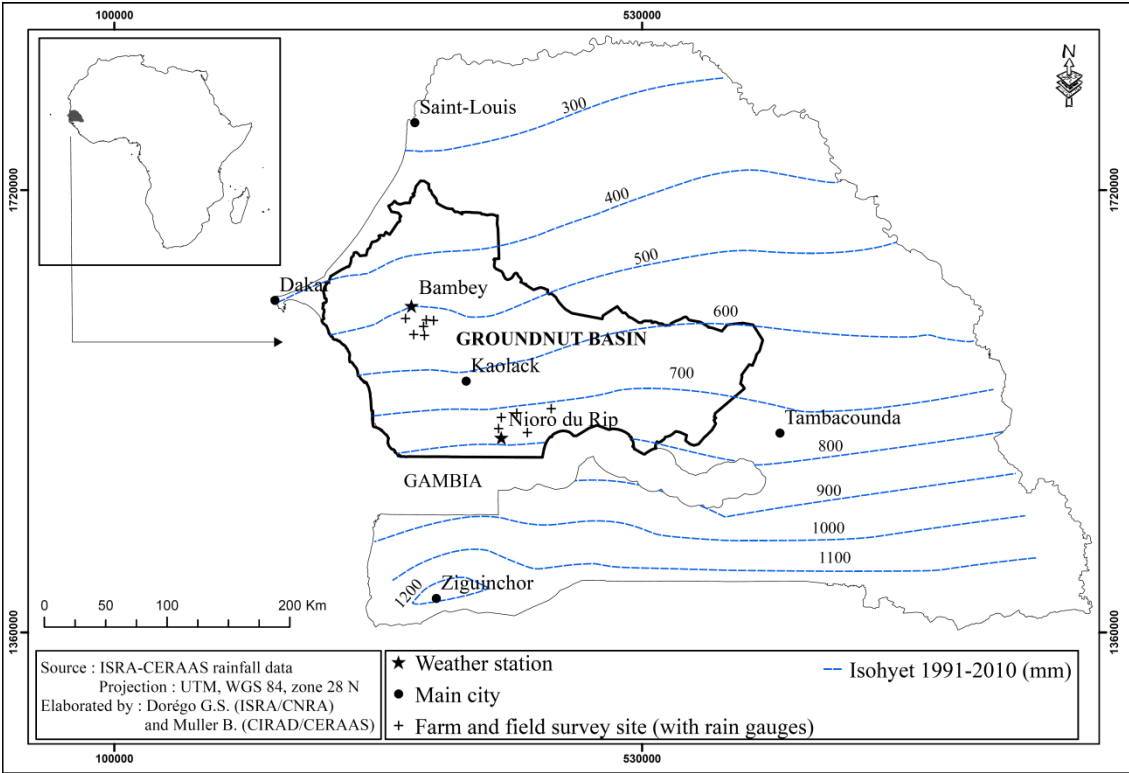 100000
530000
N
Saint-Louis
300
1720000
1720000
400
500
Dakar
Bambey
600
GROUNDNUT BASIN
Kaolack
700
Nioro du Rip
Tambacounda
800
GAMBIA
900
1000
1100
1200
Ziguinchor
0 50 100 200 Km
1360000
1360000
Source : ISRA-CERAAS rainfall data
Projection : UTM, WGS 84, zone 28 N
Elaborated by : Dorégo G.S. (ISRA/CNRA)
and Muller B. (CIRAD/CERAAS)
Weather station
Main city
Farm and field survey site (with rain gauges)
Isohyet 1991-2010 (mm)
100000
530000